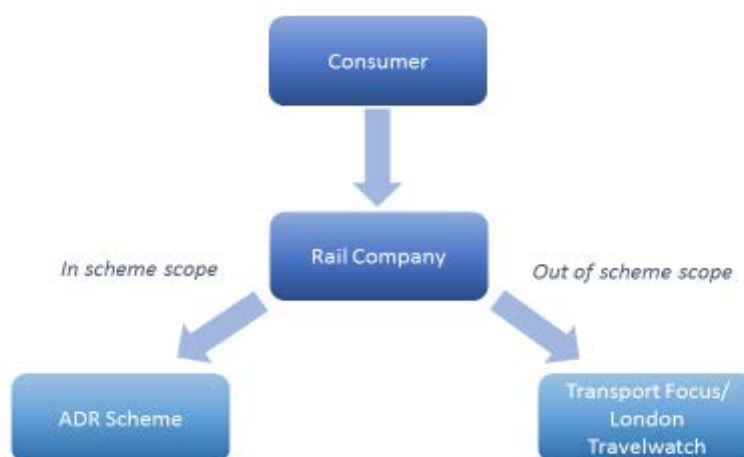 Consumer
Rail Company
In scheme scope
Out of scheme scope
ADR Scheme
Transport Focus/
London
Travelwatch